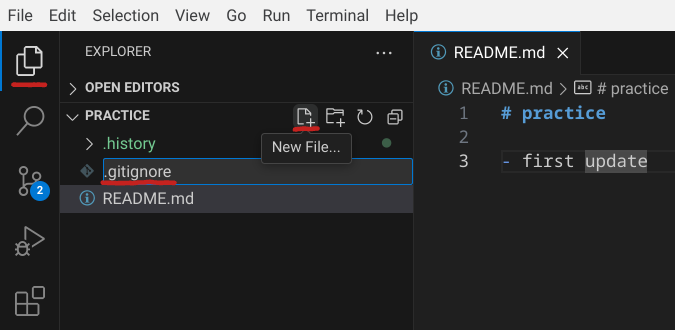 File Edit Selection View Go Run Terminal Help
EXPLORER
OPEN EDITORS
PRACTICE
.history
New File...
.gitignore
README.md
2
README.md
README.md > abc # practice
1 # practice
2
3 - first update